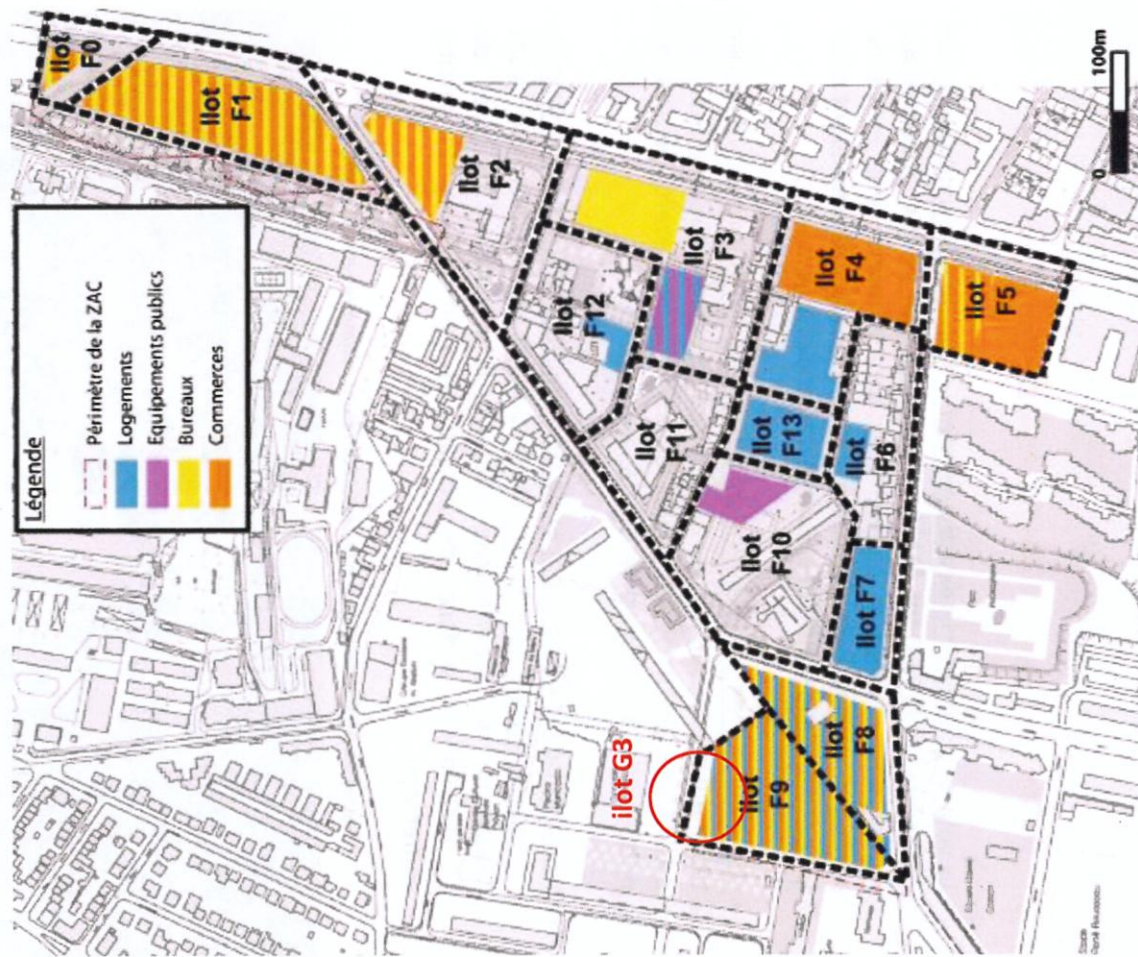 Légende
Périmètre de la ZAC
Logements
Equipements publics
Bureaux
Commerces
Ilot
F0
Ilot
F1
Ilot
F2
Ilot
F3
Ilot
F12
Ilot
F4
Ilot
F5
Ilot
F11
Ilot
F13
Ilot
F6
Ilot
F10
Ilot F7
Ilot
F8
Ilot
F9
ilot G3
0
100m